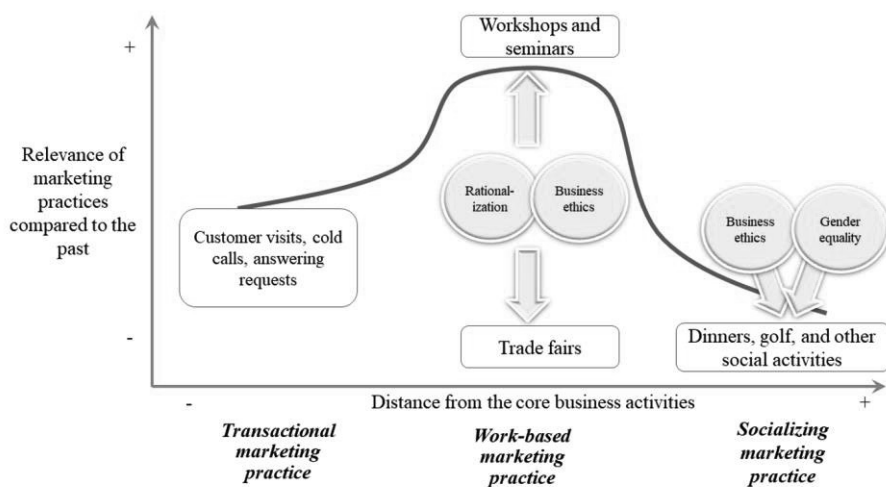 +
Workshops and
seminars
Relevance of
marketing
practices
compared to the
past
Rational-
ization
Business
ethics
Business
ethics
Gender
equality
Customer visits, cold
calls, answering
requests
-
Trade fairs
Dinners, golf, and other
social activities
-
Distance from the core business activities
+
Transactional
marketing
practice
Work-based
marketing
practice
Socializing
marketing
practice